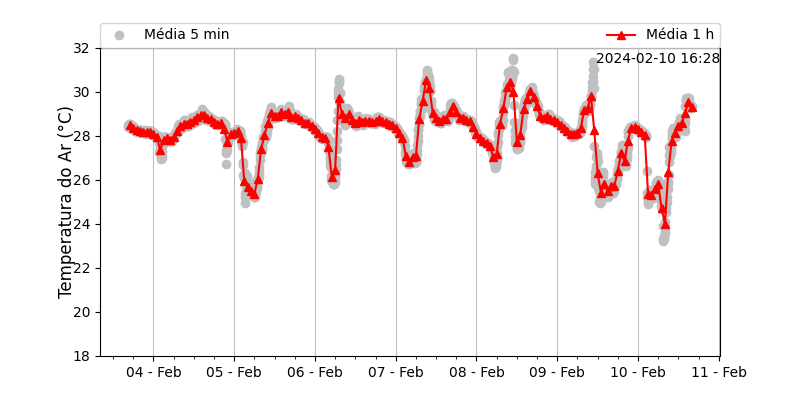 Média 5 min
Média 1 h
2024-02-10 16:28
Temperatura do Ar (°C)
32
30
28
26
24
22
20
18
04 - Feb
05 - Feb
06 - Feb
07 - Feb
08 - Feb
09 - Feb
10 - Feb
11 - Feb